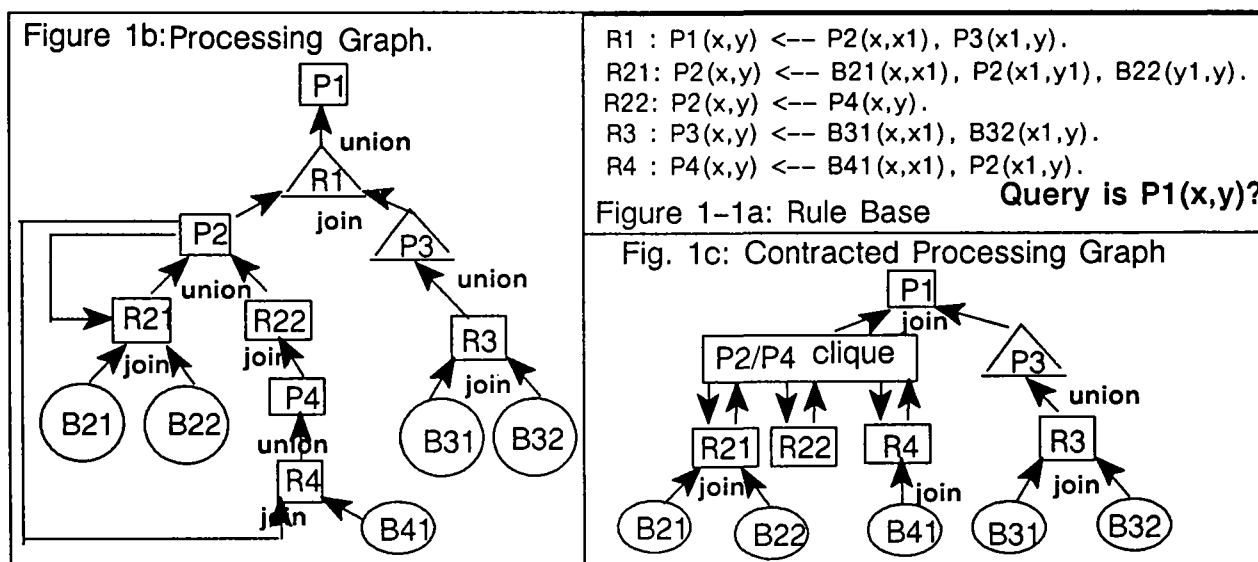 Figure 1b:Processing Graph.
P1
union
R1
join
P2
P3
union
union
R21
R22
R3
join
join
join
B21
B22
P4
B31
B32
union
R4
join
B41
R1 : P1(x,y) <-- P2(x,x1), P3(x1,y).
R21: P2(x,y) <-- B21(x,x1), P2(x1,y1), B22(y1,y).
R22: P2(x,y) <-- P4(x,y).
R3 : P3(x,y) <-- B31(x,x1), B32(x1,y).
R4 : P4(x,y) <-- B41(x,x1), P2(x1,y).
Query is P1(x,y)?
Figure 1-1a: Rule Base
Fig. 1c: Contracted Processing Graph
P1
join
P2/P4 clique
P3
union
R21
R22
R4
R3
join
join
join
B21
B22
B41
B31
B32